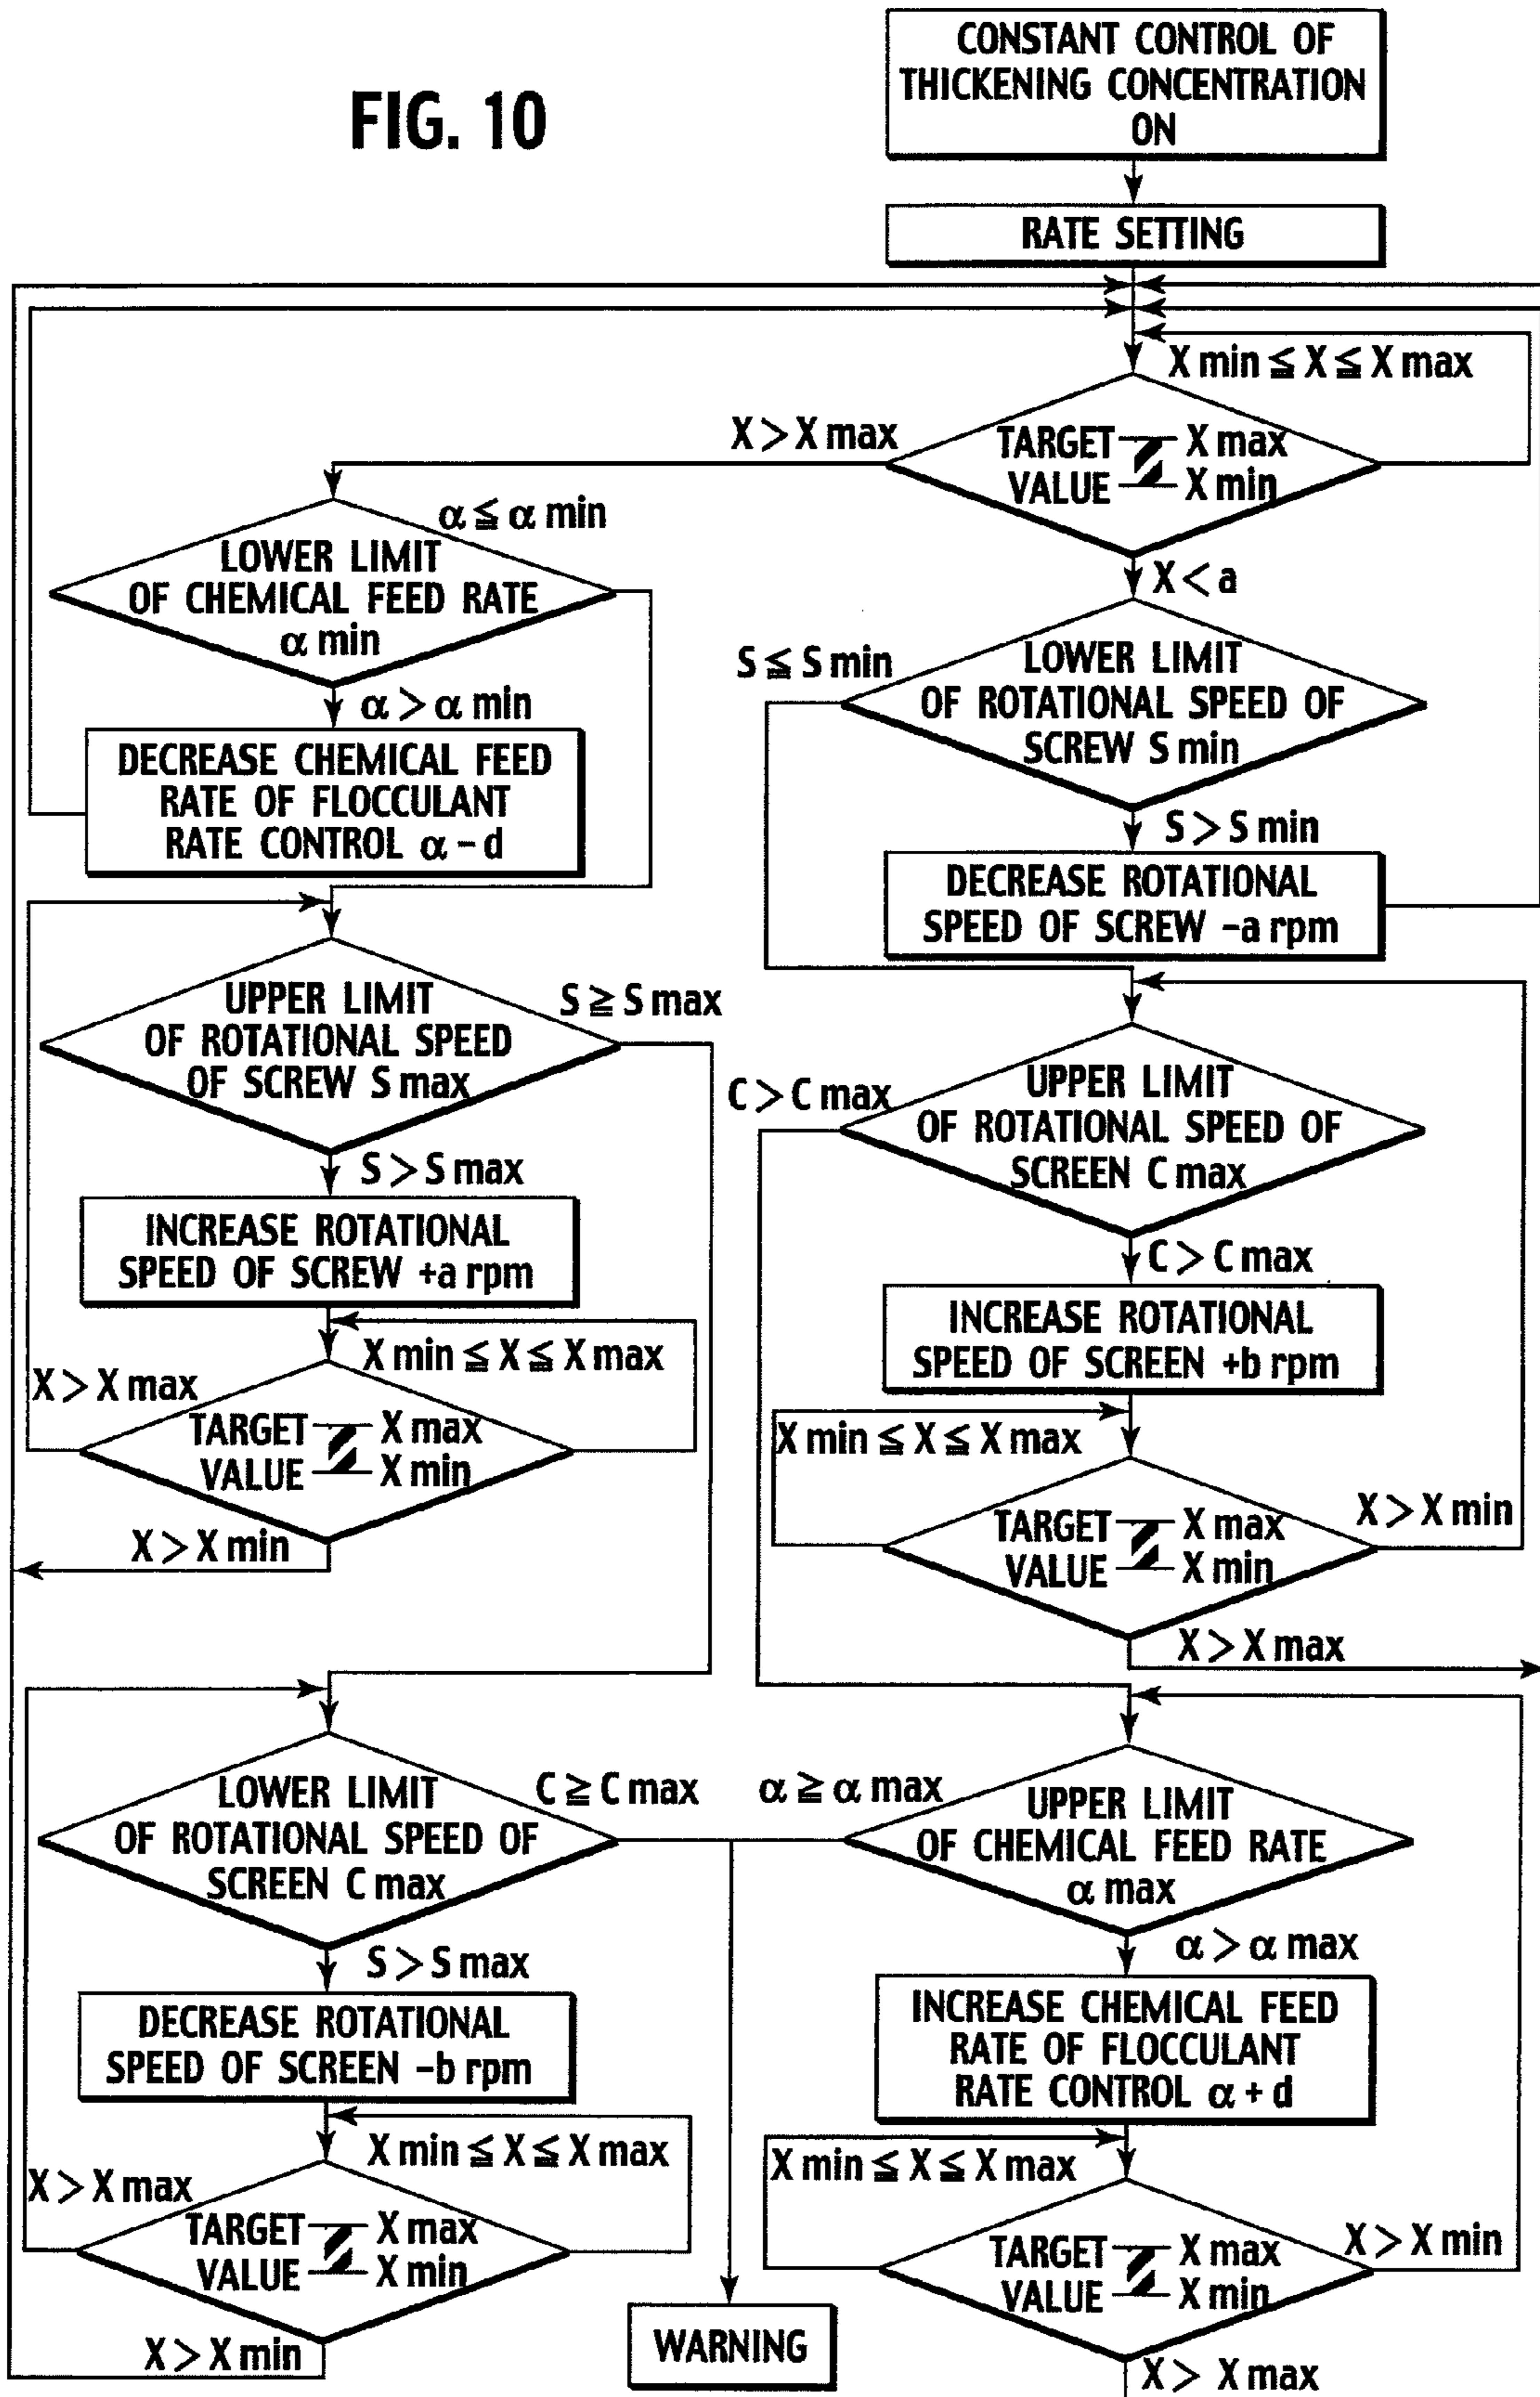 FIG. 10
CONSTANT CONTROL OF
THICKENING CONCENTRATION
ON
RATE SETTING
X min ≦ X ≦ X max
X > X max
TARGET
VALUE
X max
X min
X < a
α ≦ α min
LOWER LIMIT
OF CHEMICAL FEED RATE
α min
α > α min
DECREASE CHEMICAL FEED
RATE OF FLOCCULANT
RATE CONTROL α – d
S ≦ S min
LOWER LIMIT
OF ROTATIONAL SPEED OF
SCREW S min
S > S min
DECREASE ROTATIONAL
SPEED OF SCREW –a rpm
UPPER LIMIT
OF ROTATIONAL SPEED
OF SCREW S max
S ≧ S max
S > S max
INCREASE ROTATIONAL
SPEED OF SCREW +a rpm
X min ≦ X ≦ X max
X > X max
TARGET
VALUE
X max
X min
X > X min
C > C max
UPPER LIMIT
OF ROTATIONAL SPEED OF
SCREEN C max
C > C max
INCREASE ROTATIONAL
SPEED OF SCREEN +b rpm
X min ≦ X ≦ X max
TARGET
VALUE
X max
X min
X > X min
X > X max
LOWER LIMIT
OF ROTATIONAL SPEED OF
SCREEN C max
C ≧ C max
S > S max
DECREASE ROTATIONAL
SPEED OF SCREEN –b rpm
X min ≦ X ≦ X max
X > X max
TARGET
VALUE
X max
X min
X > X min
α ≧ α max
UPPER LIMIT
OF CHEMICAL FEED RATE
α max
α > α max
INCREASE CHEMICAL FEED
RATE OF FLOCCULANT
RATE CONTROL α + d
X min ≦ X ≦ X max
TARGET
VALUE
X max
X min
X > X min
X > X max
WARNING